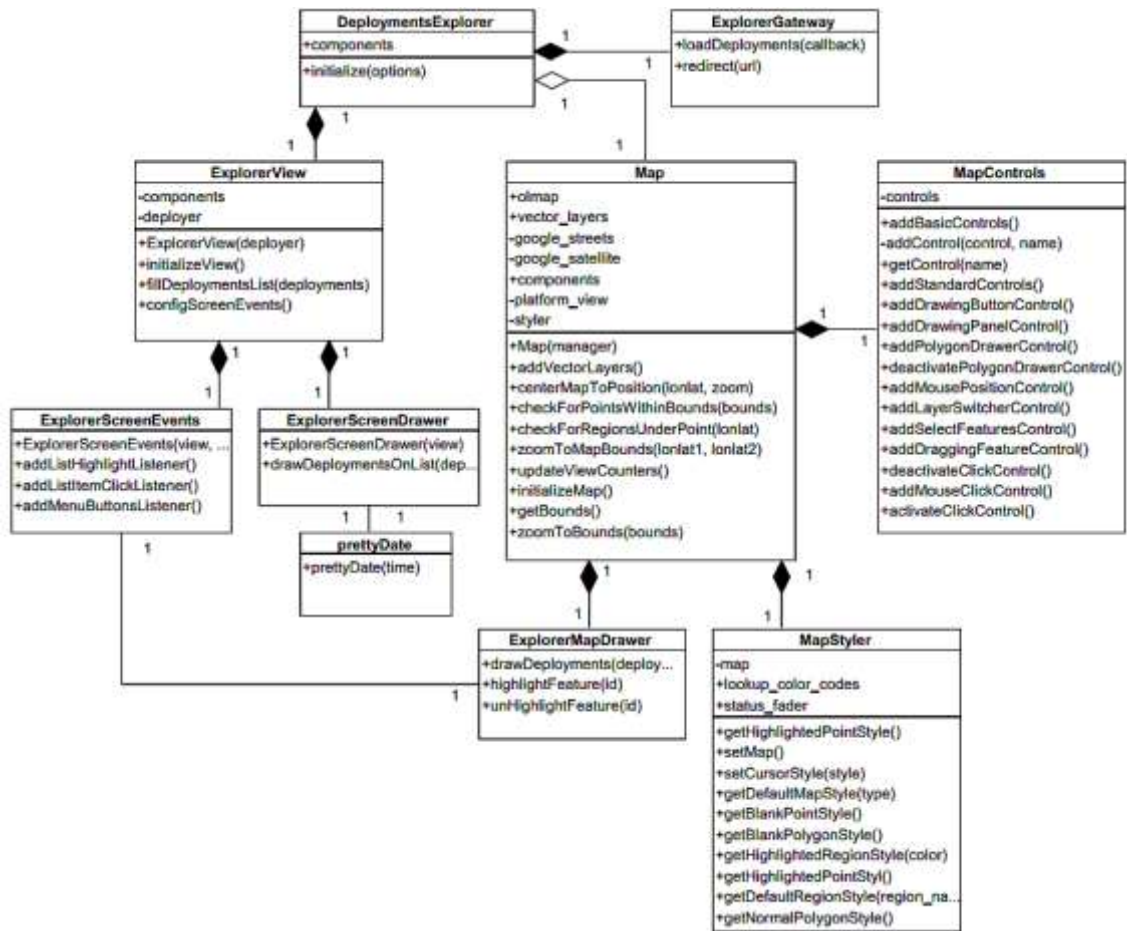 DeploymentsExplorer
+components
+initialize(options)
1
1
1
1
ExplorerGateway
+loadDeployments(callback)
+redirect(url)
1
1
1
ExplorerView
-components
-deployer
+ExplorerView(deployer)
+initializeView()
+fillDeploymentsList(deployments)
+configScreenEvents()
Map
+olmap
+vector_layers
-google_streets
-google_satellite
+components
-platform_view
-styler
+Map(manager)
+addVectorLayers()
+centerMapToPosition(lonlat, zoom)
+checkForPointsWithinBounds(bounds)
+checkForRegionsUnderPoint(lonlat)
+zoomToMapBounds(lonlat1, lonlat2)
+updateViewCounters()
+initializeMap()
+getBounds()
+zoomToBounds(bounds)
1
1
MapControls
-controls
+addBasicControls()
-addControl(control, name)
+getControl(name)
+addStandardControls()
+addDrawingButtonControl()
+addDrawingPanelControl()
+addPolygonDrawerControl()
+deactivatePolygonDrawerControl()
+addMousePositionControl()
+addLayerSwitcherControl()
+addSelectFeaturesControl()
+addDraggingFeatureControl()
+deactivateClickControl()
+addMouseClickControl()
+activateClickControl()
1
1
1
1
ExplorerScreenEvents
+ExplorerScreenEvents(view, ...
+addListHighlightListener()
+addListItemClickListener()
+addMenuButtonsListener()
ExplorerScreenDrawer
+ExplorerScreenDrawer(view)
+drawDeploymentsOnList(dep...
1
1
1
prettyDate
+prettyDate(time)
1
1
1
1
ExplorerMapDrawer
+drawDeployments(deploy...
+highlightFeature(id)
+unHighlightFeature(id)
1
MapStyler
-map
+lookup_color_codes
+status_fader
+getHighlightedPointStyle()
+setMap()
+setCursorStyle(style)
+getDefaultMapStyle(type)
+getBlankPointStyle()
+getBlankPolygonStyle()
+getHighlightedRegionStyle(color)
+getHighlightedPointStyl()
+getDefaultRegionStyle(region_na...
+getNormalPolygonStyle()